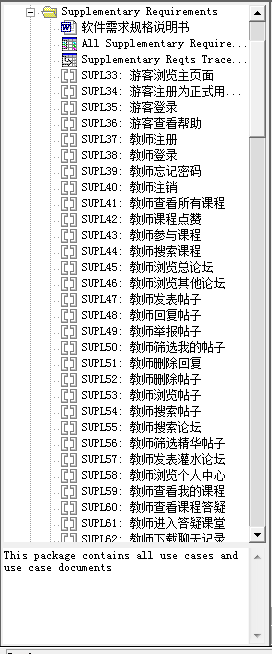 Supplementary Requirements
软件需求规格说明书
All Supplementary Require...
Supplementary Reqts Trace...
SUPL33: 游客浏览主页面
SUPL34: 游客注册为正式用...
SUPL35: 游客登录
SUPL36: 游客查看帮助
SUPL37: 教师注册
SUPL38: 教师登录
SUPL39: 教师忘记密码
SUPL40: 教师注销
SUPL41: 教师查看所有课程
SUPL42: 教师课程点赞
SUPL43: 教师参与课程
SUPL44: 教师搜索课程
SUPL45: 教师浏览总论坛
SUPL46: 教师浏览其他论坛
SUPL47: 教师发表帖子
SUPL48: 教师回复帖子
SUPL49: 教师举报帖子
SUPL50: 教师筛选我的帖子
SUPL51: 教师删除回复
SUPL52: 教师删除帖子
SUPL53: 教师浏览帖子
SUPL54: 教师搜索帖子
SUPL55: 教师搜索论坛
SUPL56: 教师筛选精华帖子
SUPL57: 教师发表灌水论坛
SUPL58: 教师浏览个人中心
SUPL59: 教师查看我的课程
SUPL60: 教师查看课程答疑
SUPL61: 教师进入答疑课堂
SUPL62: 教师下载聊天记录
This package contains all use cases and
use case documents